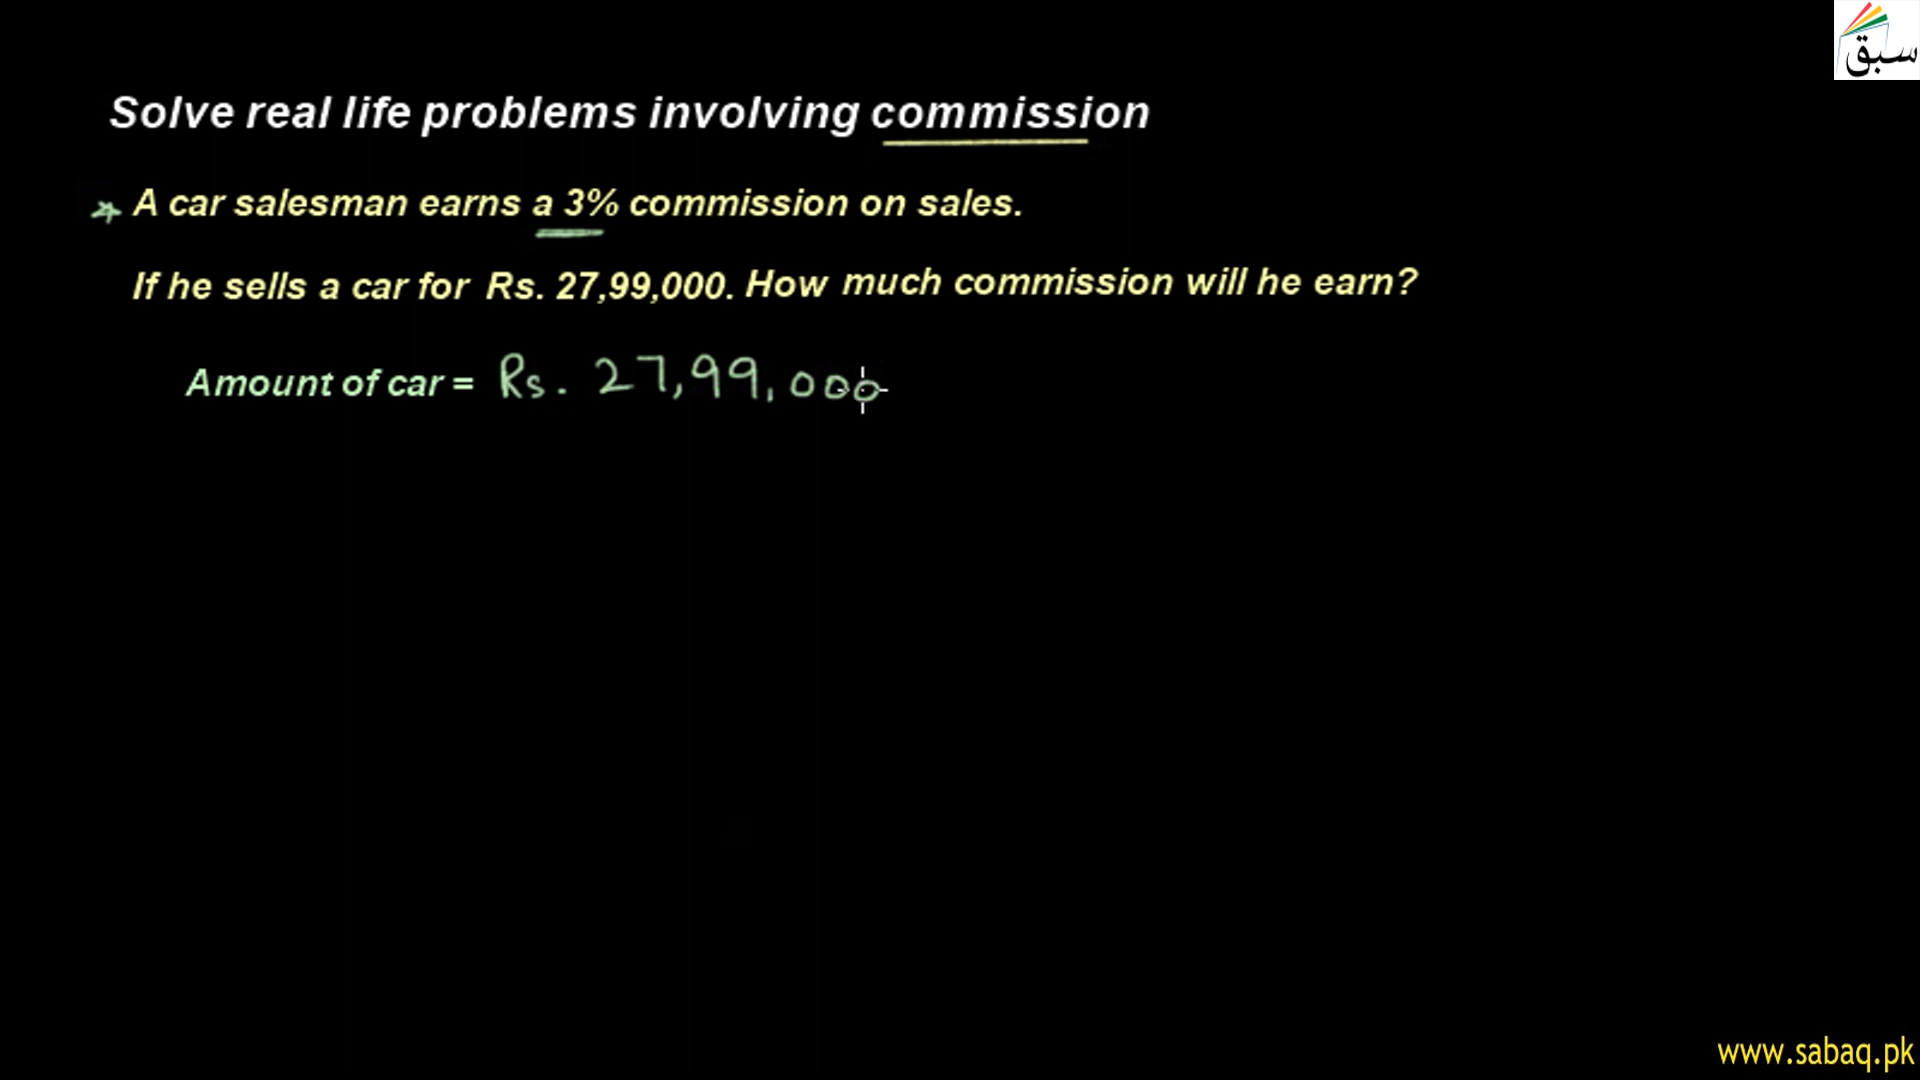 سبق
Solve real life problems involving commission
A car salesman earns a 3% commission on sales.
If he sells a car for Rs. 27,99,000. How much commission will he earn?
Amount of car = Rs. 27,99,000
www.sabaq.pk